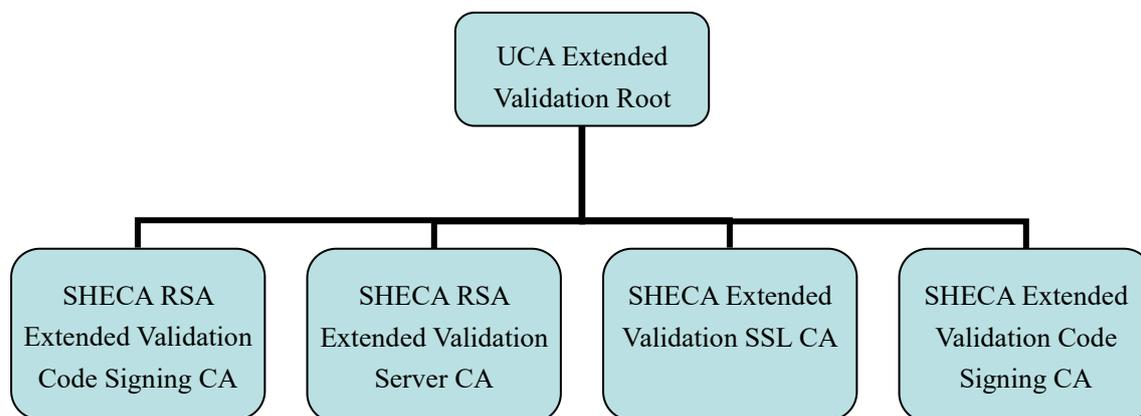 UCA Extended
Validation Root
SHECA RSA
Extended Validation
Code Signing CA
SHECA RSA
Extended Validation
Server CA
SHECA Extended
Validation SSL CA
SHECA Extended
Validation Code
Signing CA